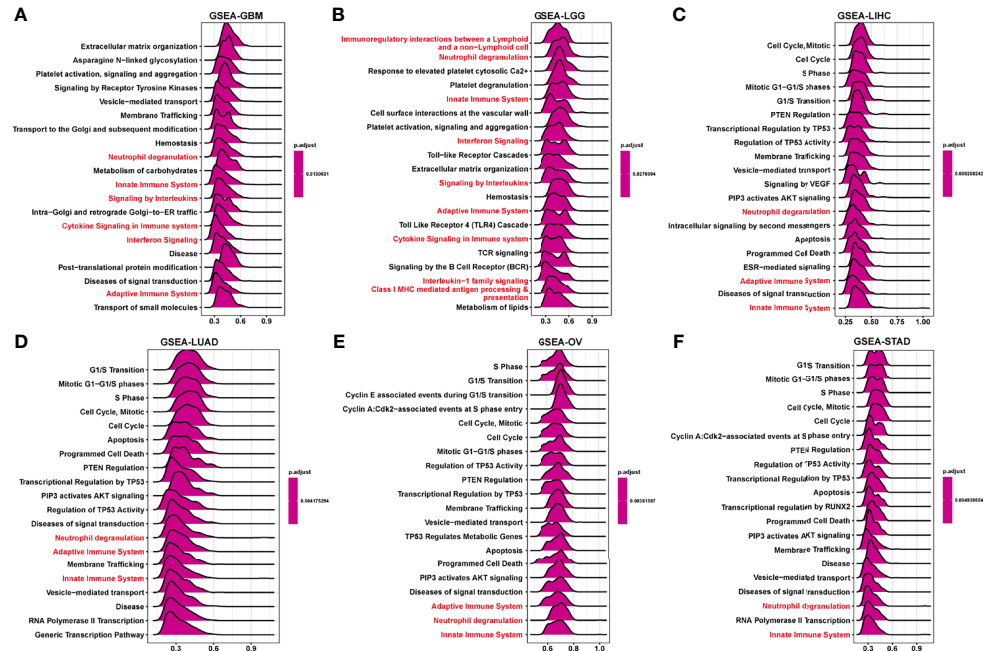 A
GSEA-GBM
Extracellular matrix organization
Asparagine N-linked glycosylation
Platelet activation, signaling and aggregation
Signaling by Receptor Tyrosine Kinases
Vesicle-mediated transport
Membrane Trafficking
Transport to the Golgi and subsequent modification
Hemostasis
Neutrophil degranulation
Metabolism of carbohydrates
Innate Immune System
Signaling by Interleukins
Intra-Golgi and retrograde Golgi-to-ER traffic
Cytokine Signaling in Immune system
Interferon Signaling
Disease
Post-translational protein modification
Diseases of signal transduction
Adaptive Immune System
Transport of small molecules
0.3 0.6 0.9
p.adjust
B
GSEA-LGG
Immunoregulatory interactions between a Lymphoid
and a non-Lymphoid cell
Neutrophil degranulation
Response to elevated platelet cytosolic Ca2+
Platelet degranulation
Innate Immune System
Cell surface interactions at the vascular wall
Platelet activation, signaling and aggregation
Interferon Signaling
Toll-like Receptor Cascades
Extracellular matrix organization
Signaling by Interleukins
Hemostasis
Adaptive Immune System
Toll Like Receptor 4 (TLR4) Cascade
Cytokine Signaling in Immune system
TCR signaling
Signaling by the B Cell Receptor (BCR)
Interleukin-1 family signaling
Class I MHC mediated antigen processing &
presentation
Metabolism of lipids
0.3 0.6 0.9
p.adjust
C
GSEA-LIHC
Cell Cycle, Mitotic
Cell Cycle
S Phase
Mitotic G1-G1/S phases
G1/S Transition
PTEN Regulation
Transcriptional Regulation by TP53
Regulation of TP53 Activity
Membrane Trafficking
Vesicle-mediated transport
Signaling by VEGF
PIP3 activates AKT signaling
Neutrophil degranulation
Intracellular signaling by second messengers
Apoptosis
Programmed Cell Death
ESR-mediated signaling
Adaptive Immune System
Diseases of signal transduction
Innate Immune System
0.25 0.50 0.75 1.00
p.adjust
D
GSEA-LUAD
G1/S Transition
Mitotic G1-G1/S phases
S Phase
Cell Cycle, Mitotic
Cell Cycle
Apoptosis
Programmed Cell Death
PTEN Regulation
Transcriptional Regulation by TP53
PIP3 activates AKT signaling
Regulation of TP53 Activity
Diseases of signal transduction
Neutrophil degranulation
Adaptive Immune System
Membrane Trafficking
Innate Immune System
Vesicle-mediated transport
Disease
RNA Polymerase II Transcription
Generic Transcription Pathway
0.3 0.6 0.9
p.adjust
0.004175294
E
GSEA-OV
S Phase
G1/S Transition
Cyclin E associated events during G1/S transition
Cyclin A:Cdk2-associated events at S phase entry
Cell Cycle, Mitotic
Cell Cycle
Mitotic G1-G1/S phases
Regulation of TP53 Activity
PTEN Regulation
Transcriptional Regulation by TP53
Membrane Trafficking
Vesicle-mediated transport
TP53 Regulates Metabolic Genes
Apoptosis
Programmed Cell Death
PIP3 activates AKT signaling
Diseases of signal transduction
Adaptive Immune System
Neutrophil degranulation
Innate Immune System
0.6 0.8 1.0
p.adjust
F
GSEA-STAD
G1/S Transition
Mitotic G1-G1/S phases
S Phase
Cell Cycle, Mitotic
Cell Cycle
Cyclin A:Cdk2-associated events at S phase entry
PTEN Regulation
Regulation of TP53 Activity
Transcriptional Regulation by TP53
Apoptosis
Transcriptional regulation by RUNX2
Programmed Cell Death
PIP3 activates AKT signaling
Membrane Trafficking
Disease
Vesicle-mediated transport
Diseases of signal transduction
Neutrophil degranulation
RNA Polymerase II Transcription
Innate Immune System
0.3 0.6 0.9
p.adjust